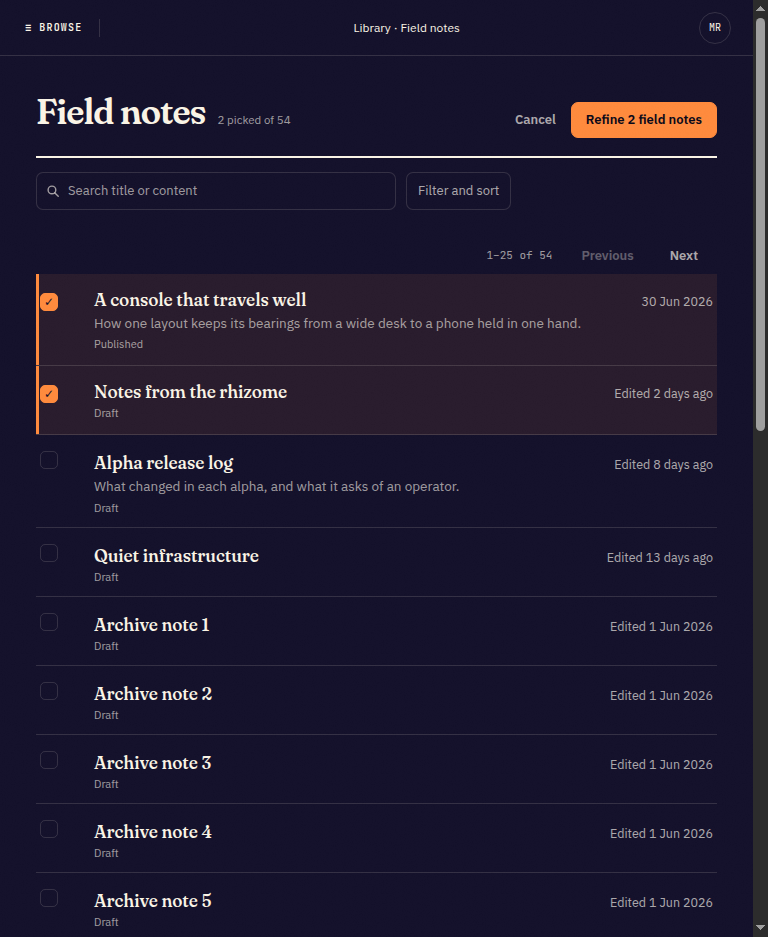 ≡ BROWSE
Library · Field notes
MR
Field notes
2 picked of 54
Cancel
Refine 2 field notes
Search title or content
Filter and sort
1–25 of 54
Previous
Next
✓
A console that travels well
30 Jun 2026
How one layout keeps its bearings from a wide desk to a phone held in one hand.
Published
✓
Notes from the rhizome
Edited 2 days ago
Draft
Alpha release log
Edited 8 days ago
What changed in each alpha, and what it asks of an operator.
Draft
Quiet infrastructure
Edited 13 days ago
Draft
Archive note 1
Edited 1 Jun 2026
Draft
Archive note 2
Edited 1 Jun 2026
Draft
Archive note 3
Edited 1 Jun 2026
Draft
Archive note 4
Edited 1 Jun 2026
Draft
Archive note 5
Edited 1 Jun 2026
Draft